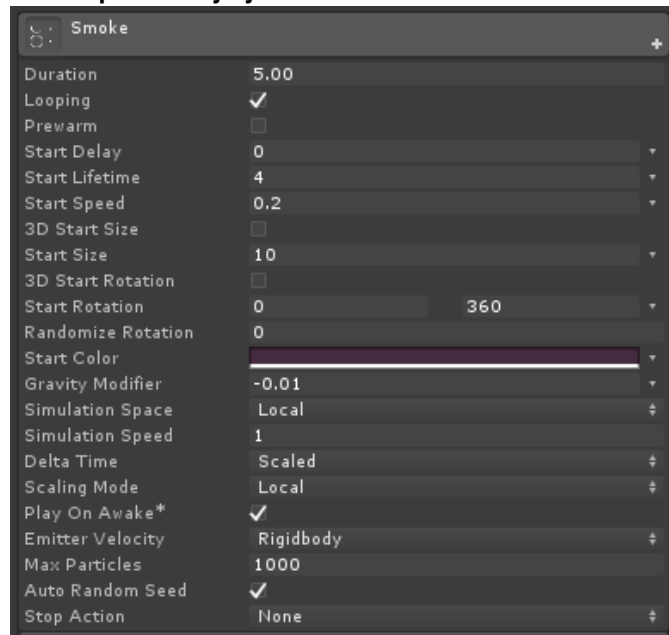 Smoke
Duration 5.00
Looping
Prewarm
Start Delay 0
Start Lifetime 4
Start Speed 0.2
3D Start Size
Start Size 10
3D Start Rotation
Start Rotation 0 360
Randomize Rotation 0
Start Color
Gravity Modifier -0.01
Simulation Space Local
Simulation Speed 1
Delta Time Scaled
Scaling Mode Local
Play On Awake*
Emitter Velocity Rigidbody
Max Particles 1000
Auto Random Seed
Stop Action None